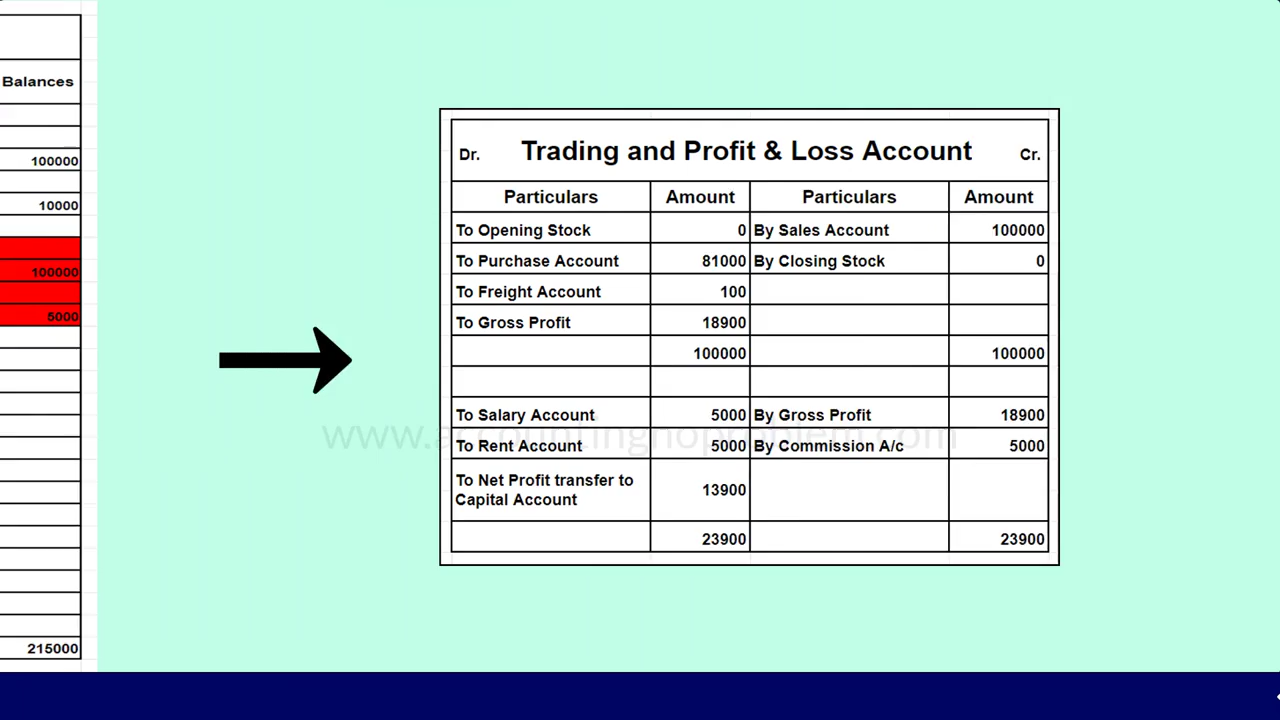 Balances
100000
10000
100000
5000
215000
Dr. Trading and Profit & Loss Account Cr.
Particulars Amount Particulars Amount
To Opening Stock 0 By Sales Account 100000
To Purchase Account 81000 By Closing Stock 0
To Freight Account 100
To Gross Profit 18900
100000 100000
To Salary Account 5000 By Gross Profit 18900
To Rent Account 5000 By Commission A/c 5000
To Net Profit transfer to
Capital Account 13900
23900 23900
www.accountingnoproblem.com